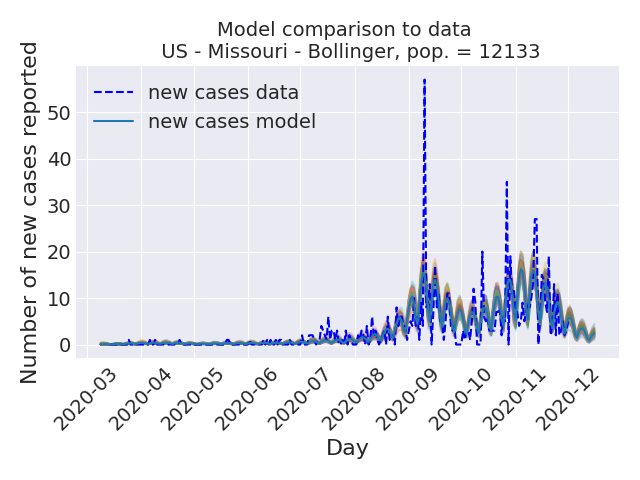 Model comparison to data
US - Missouri - Bollinger, pop. = 12133
Number of new cases reported
new cases data
new cases model
50
40
30
20
10
0
2020-03
2020-04
2020-05
2020-06
2020-07
2020-08
2020-09
2020-10
2020-11
2020-12
Day